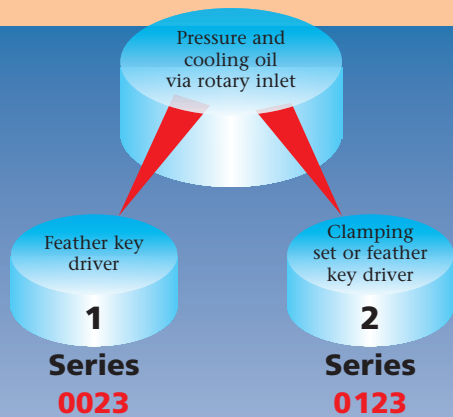 Pressure and
cooling oil
via rotary inlet
Feather key
driver
1
Series
0023
Clamping
set or feather
key driver
2
Series
0123